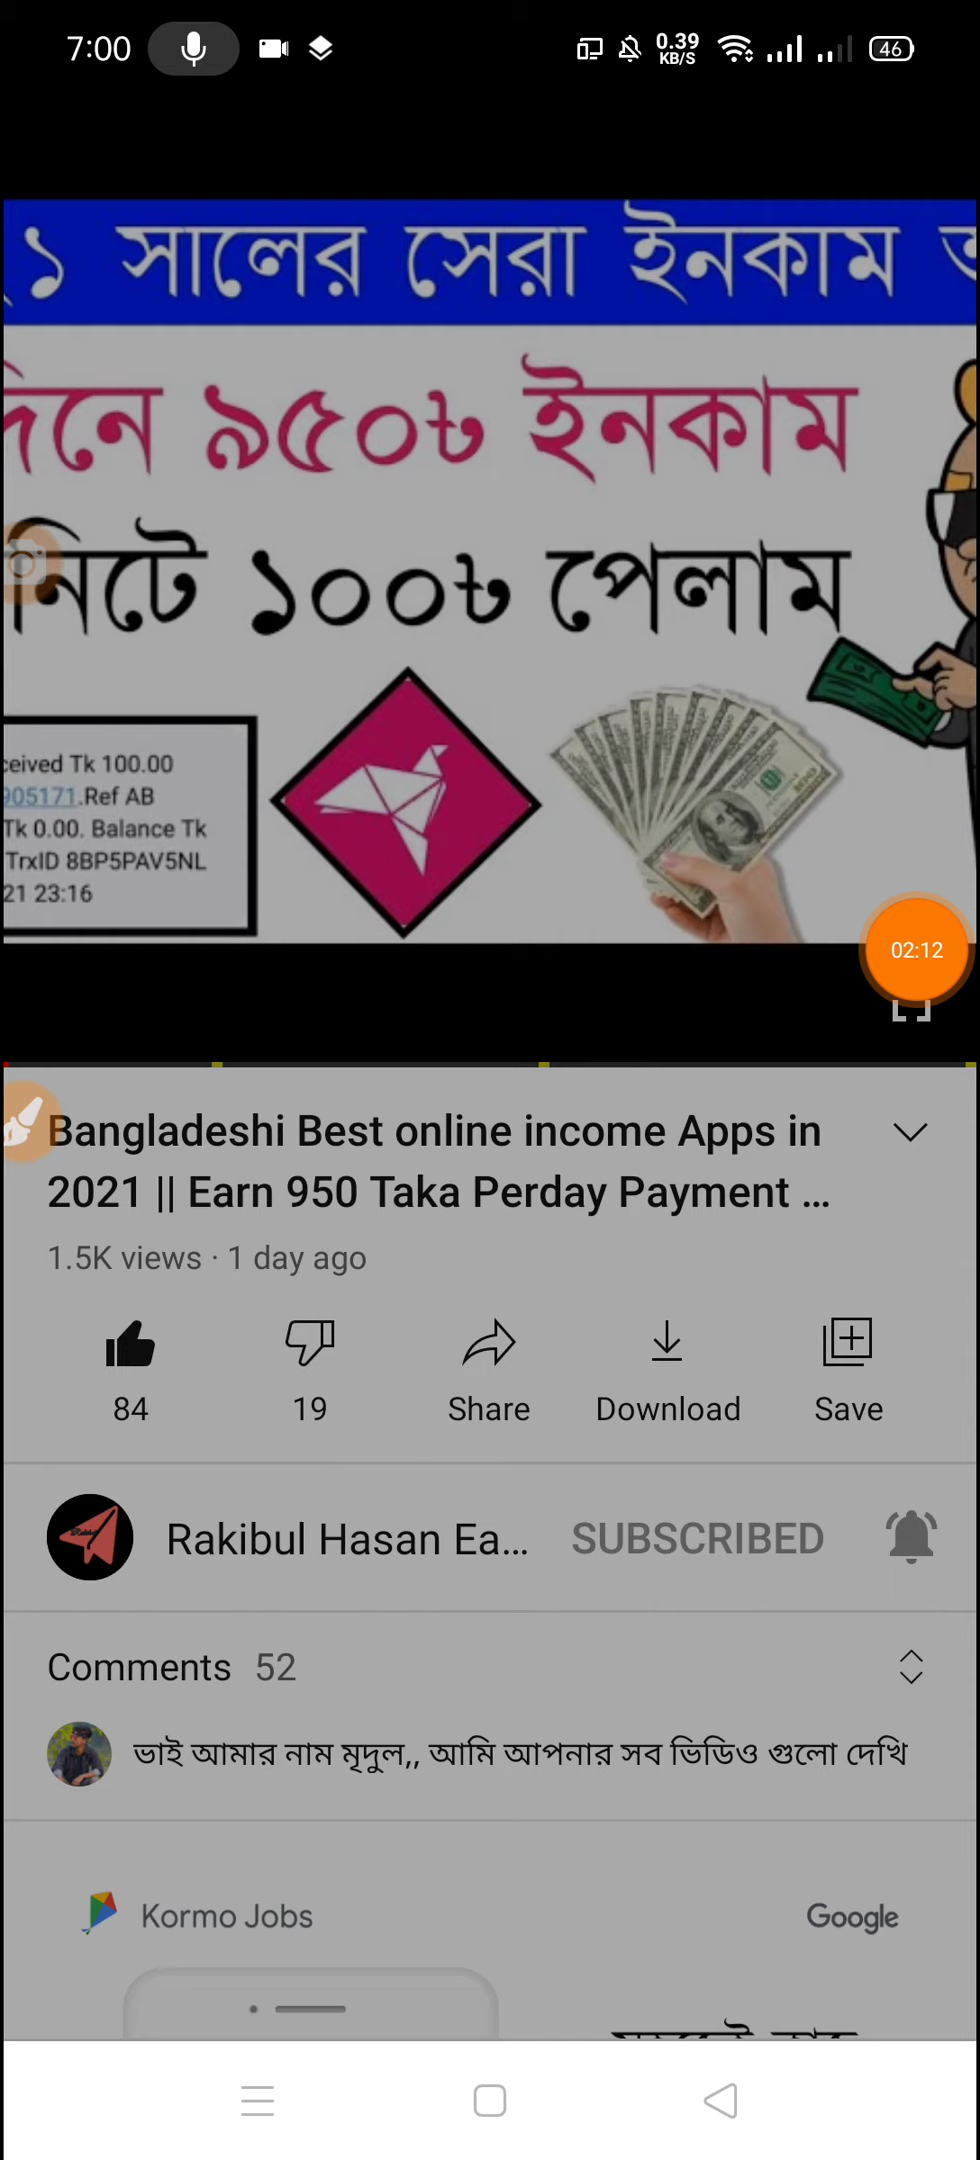 7:00
0.39
KB/S
46
১ সালের সেরা ইনকাম
দিনে ৯৫০৳ ইনকাম
নিটে ১০০৳ পেলাম
ceived Tk 100.00
905171.Ref AB
Tk 0.00. Balance Tk
TrxID 8BP5PAV5NL
21 23:16
02:12
Bangladeshi Best online income Apps in
2021 || Earn 950 Taka Perday Payment ...
1.5K views · 1 day ago
84
19
Share
Download
Save
Rakibul Hasan Ea...
SUBSCRIBED
Comments 52
ভাই আমার নাম মৃদুল,, আমি আপনার সব ভিডিও গুলো দেখি
Kormo Jobs
Google